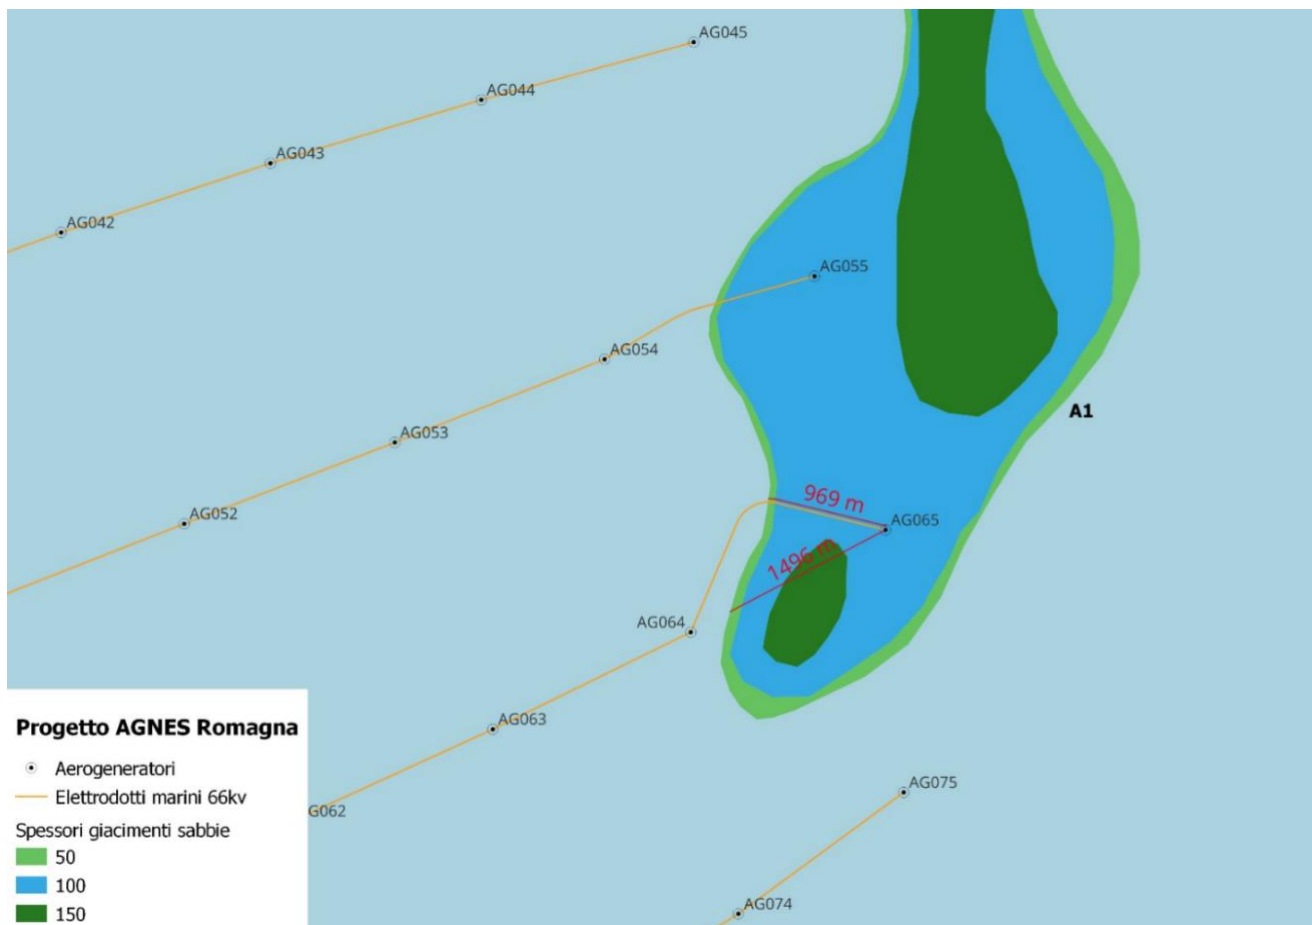 AG045
AG044
AG043
AG042
AG055
AG054
A1
AG053
969 m
AG052
AG065
1496 m
AG064
AG063
G062
AG075
AG074
Progetto AGNES Romagna
Aerogeneratori
Elettrodotti marini 66kv
Spessori giacimenti sabbie
50
100
150